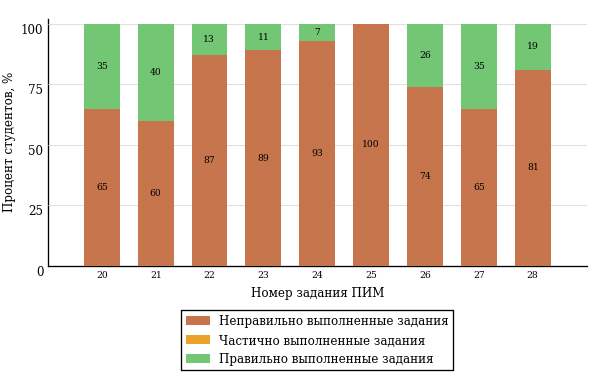 Процент студентов, %
100
75
50
25
0
35 40 13 11 7 26 35 19
65 60 87 89 93 100 74 65 81
20 21 22 23 24 25 26 27 28
Номер задания ПИМ
Неправильно выполненные задания
Частично выполненные задания
Правильно выполненные задания